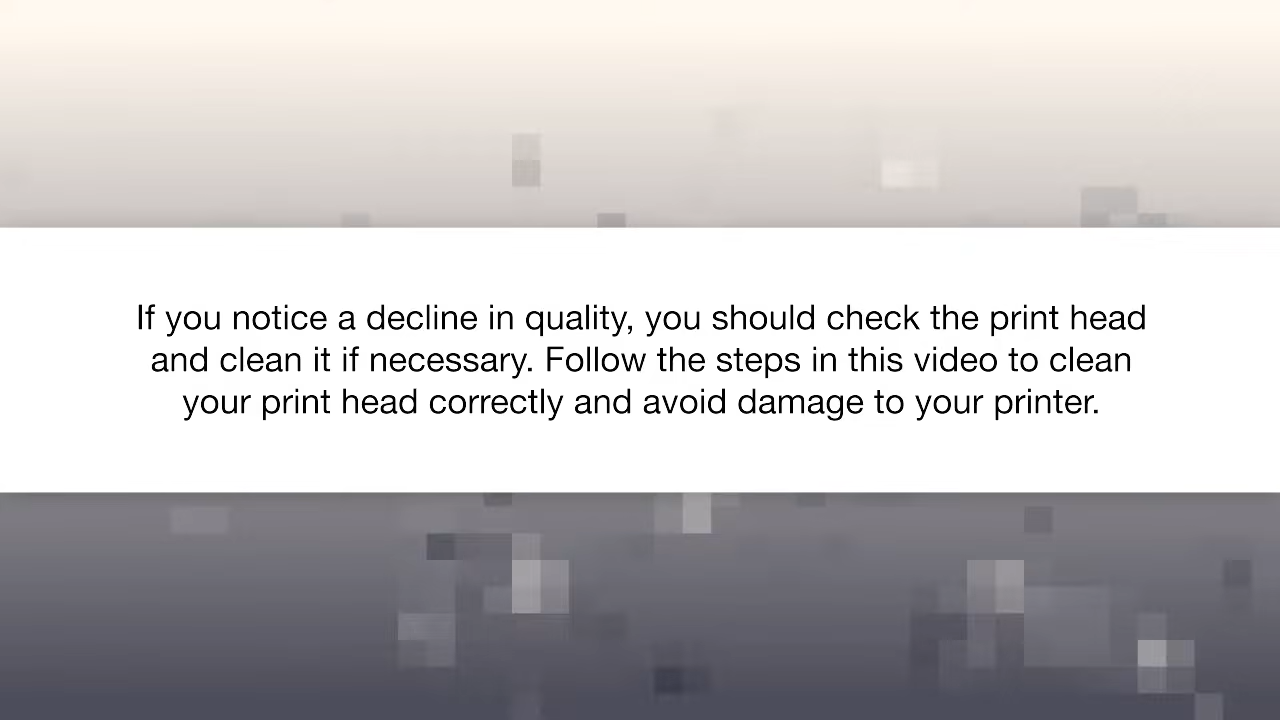 If you notice a decline in quality, you should check the print head
and clean it if necessary. Follow the steps in this video to clean
your print head correctly and avoid damage to your printer.